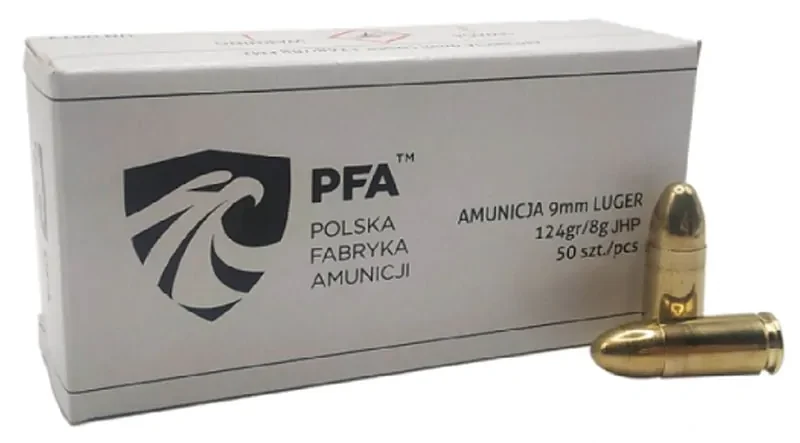 PFA™
POLSKA
FABRYKA
AMUNICJI
AMUNICJA 9mm LUGER
124gr/8g JHP
50 szt./pcs